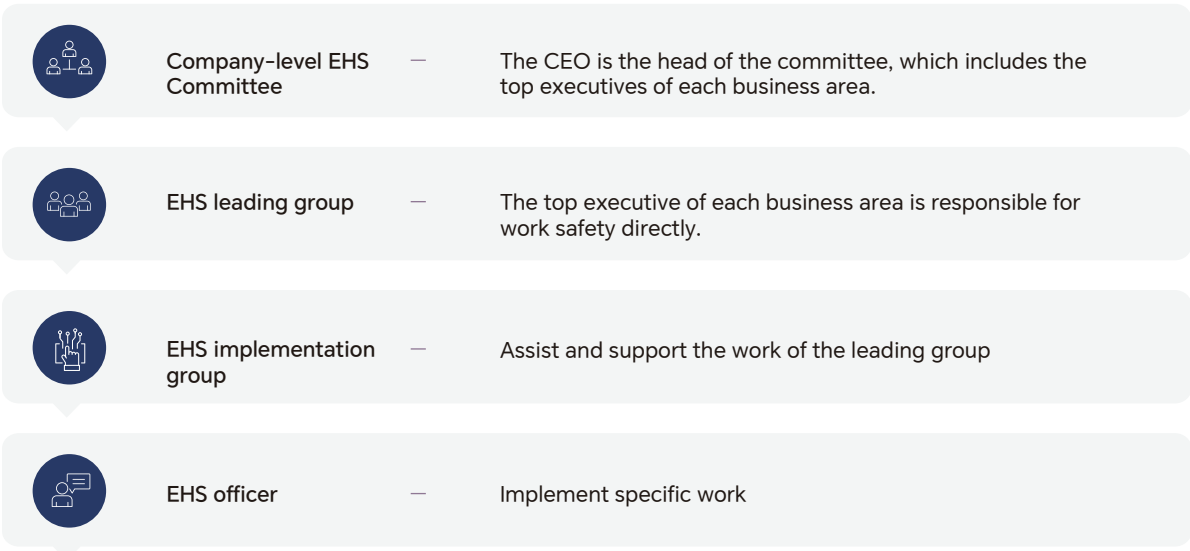 Company-level EHS — The CEO is the head of the committee, which includes the
Committee top executives of each business area.
EHS leading group — The top executive of each business area is responsible for
work safety directly.
EHS implementation — Assist and support the work of the leading group
group
EHS officer — Implement specific work